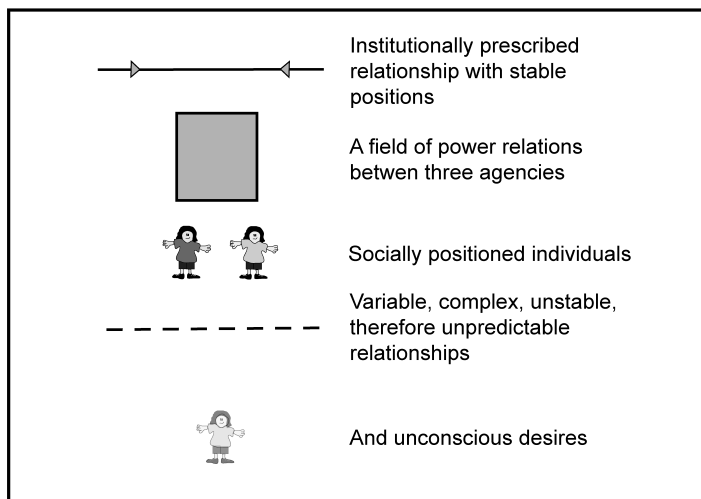 Institutionally prescribed
relationship with stable
positions
A field of power relations
betwen three agencies
Socially positioned individuals
Variable, complex, unstable,
therefore unpredictable
relationships
And unconscious desires